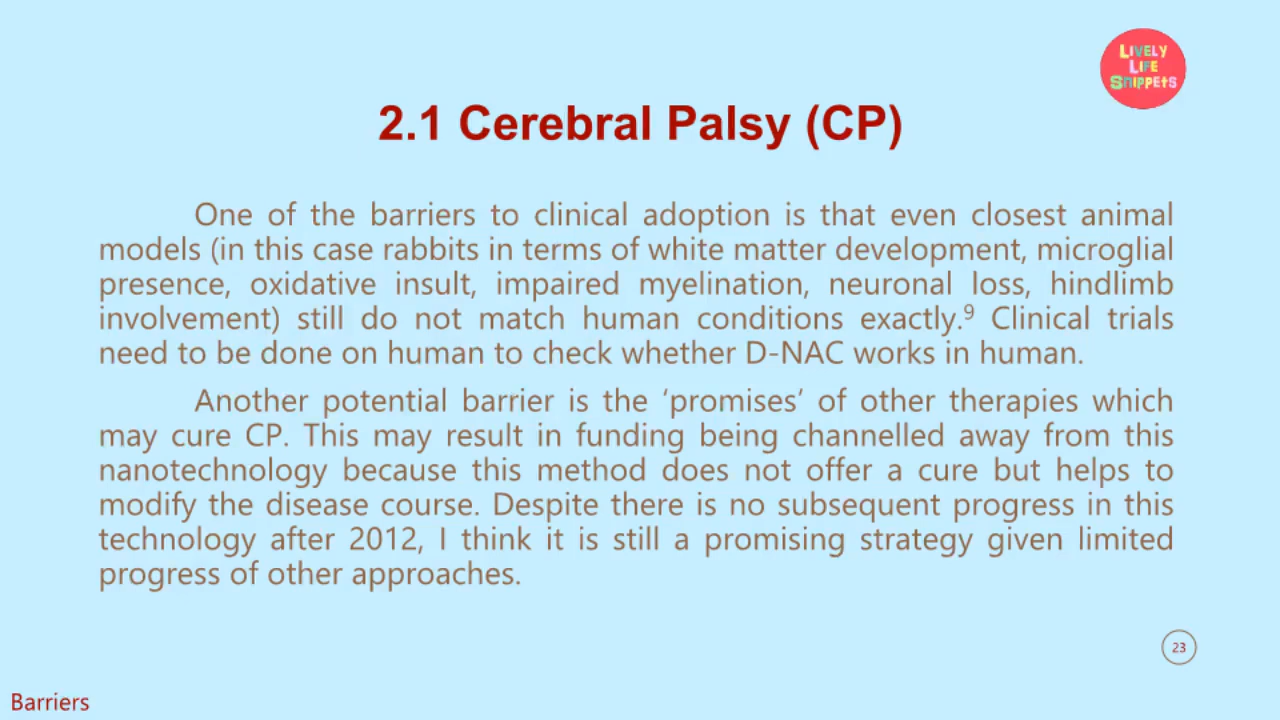 LIVELY
LIFE
SNIPPETS
2.1 Cerebral Palsy (CP)
One of the barriers to clinical adoption is that even closest animal
models (in this case rabbits in terms of white matter development, microglial
presence, oxidative insult, impaired myelination, neuronal loss, hindlimb
involvement) still do not match human conditions exactly.⁹ Clinical trials
need to be done on human to check whether D-NAC works in human.
Another potential barrier is the ‘promises’ of other therapies which
may cure CP. This may result in funding being channelled away from this
nanotechnology because this method does not offer a cure but helps to
modify the disease course. Despite there is no subsequent progress in this
technology after 2012, I think it is still a promising strategy given limited
progress of other approaches.
23
Barriers